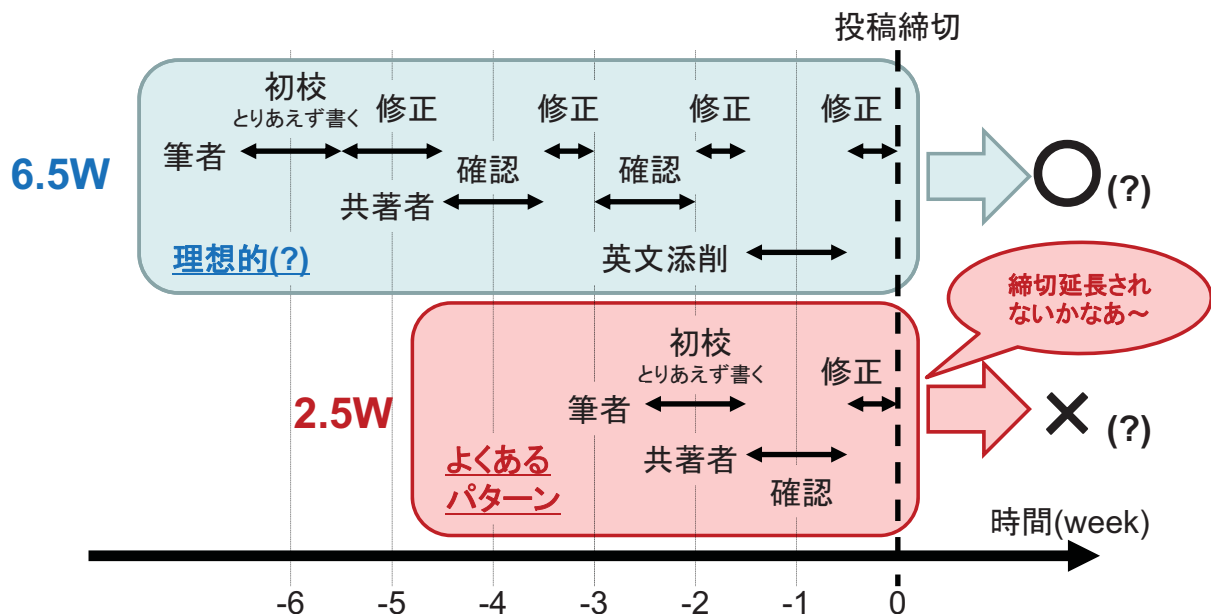 投稿締切
初校
とりあえず書く
修正
修正
修正
修正
筆者
確認
確認
6.5W
共著者
(?)
理想的(?)
英文添削
締切延長され
ないかなあ～
初校
とりあえず書く
修正
2.5W
筆者
(?)
よくある
パターン
共著者
確認
時間(week)
-6
-5
-4
-3
-2
-1
0